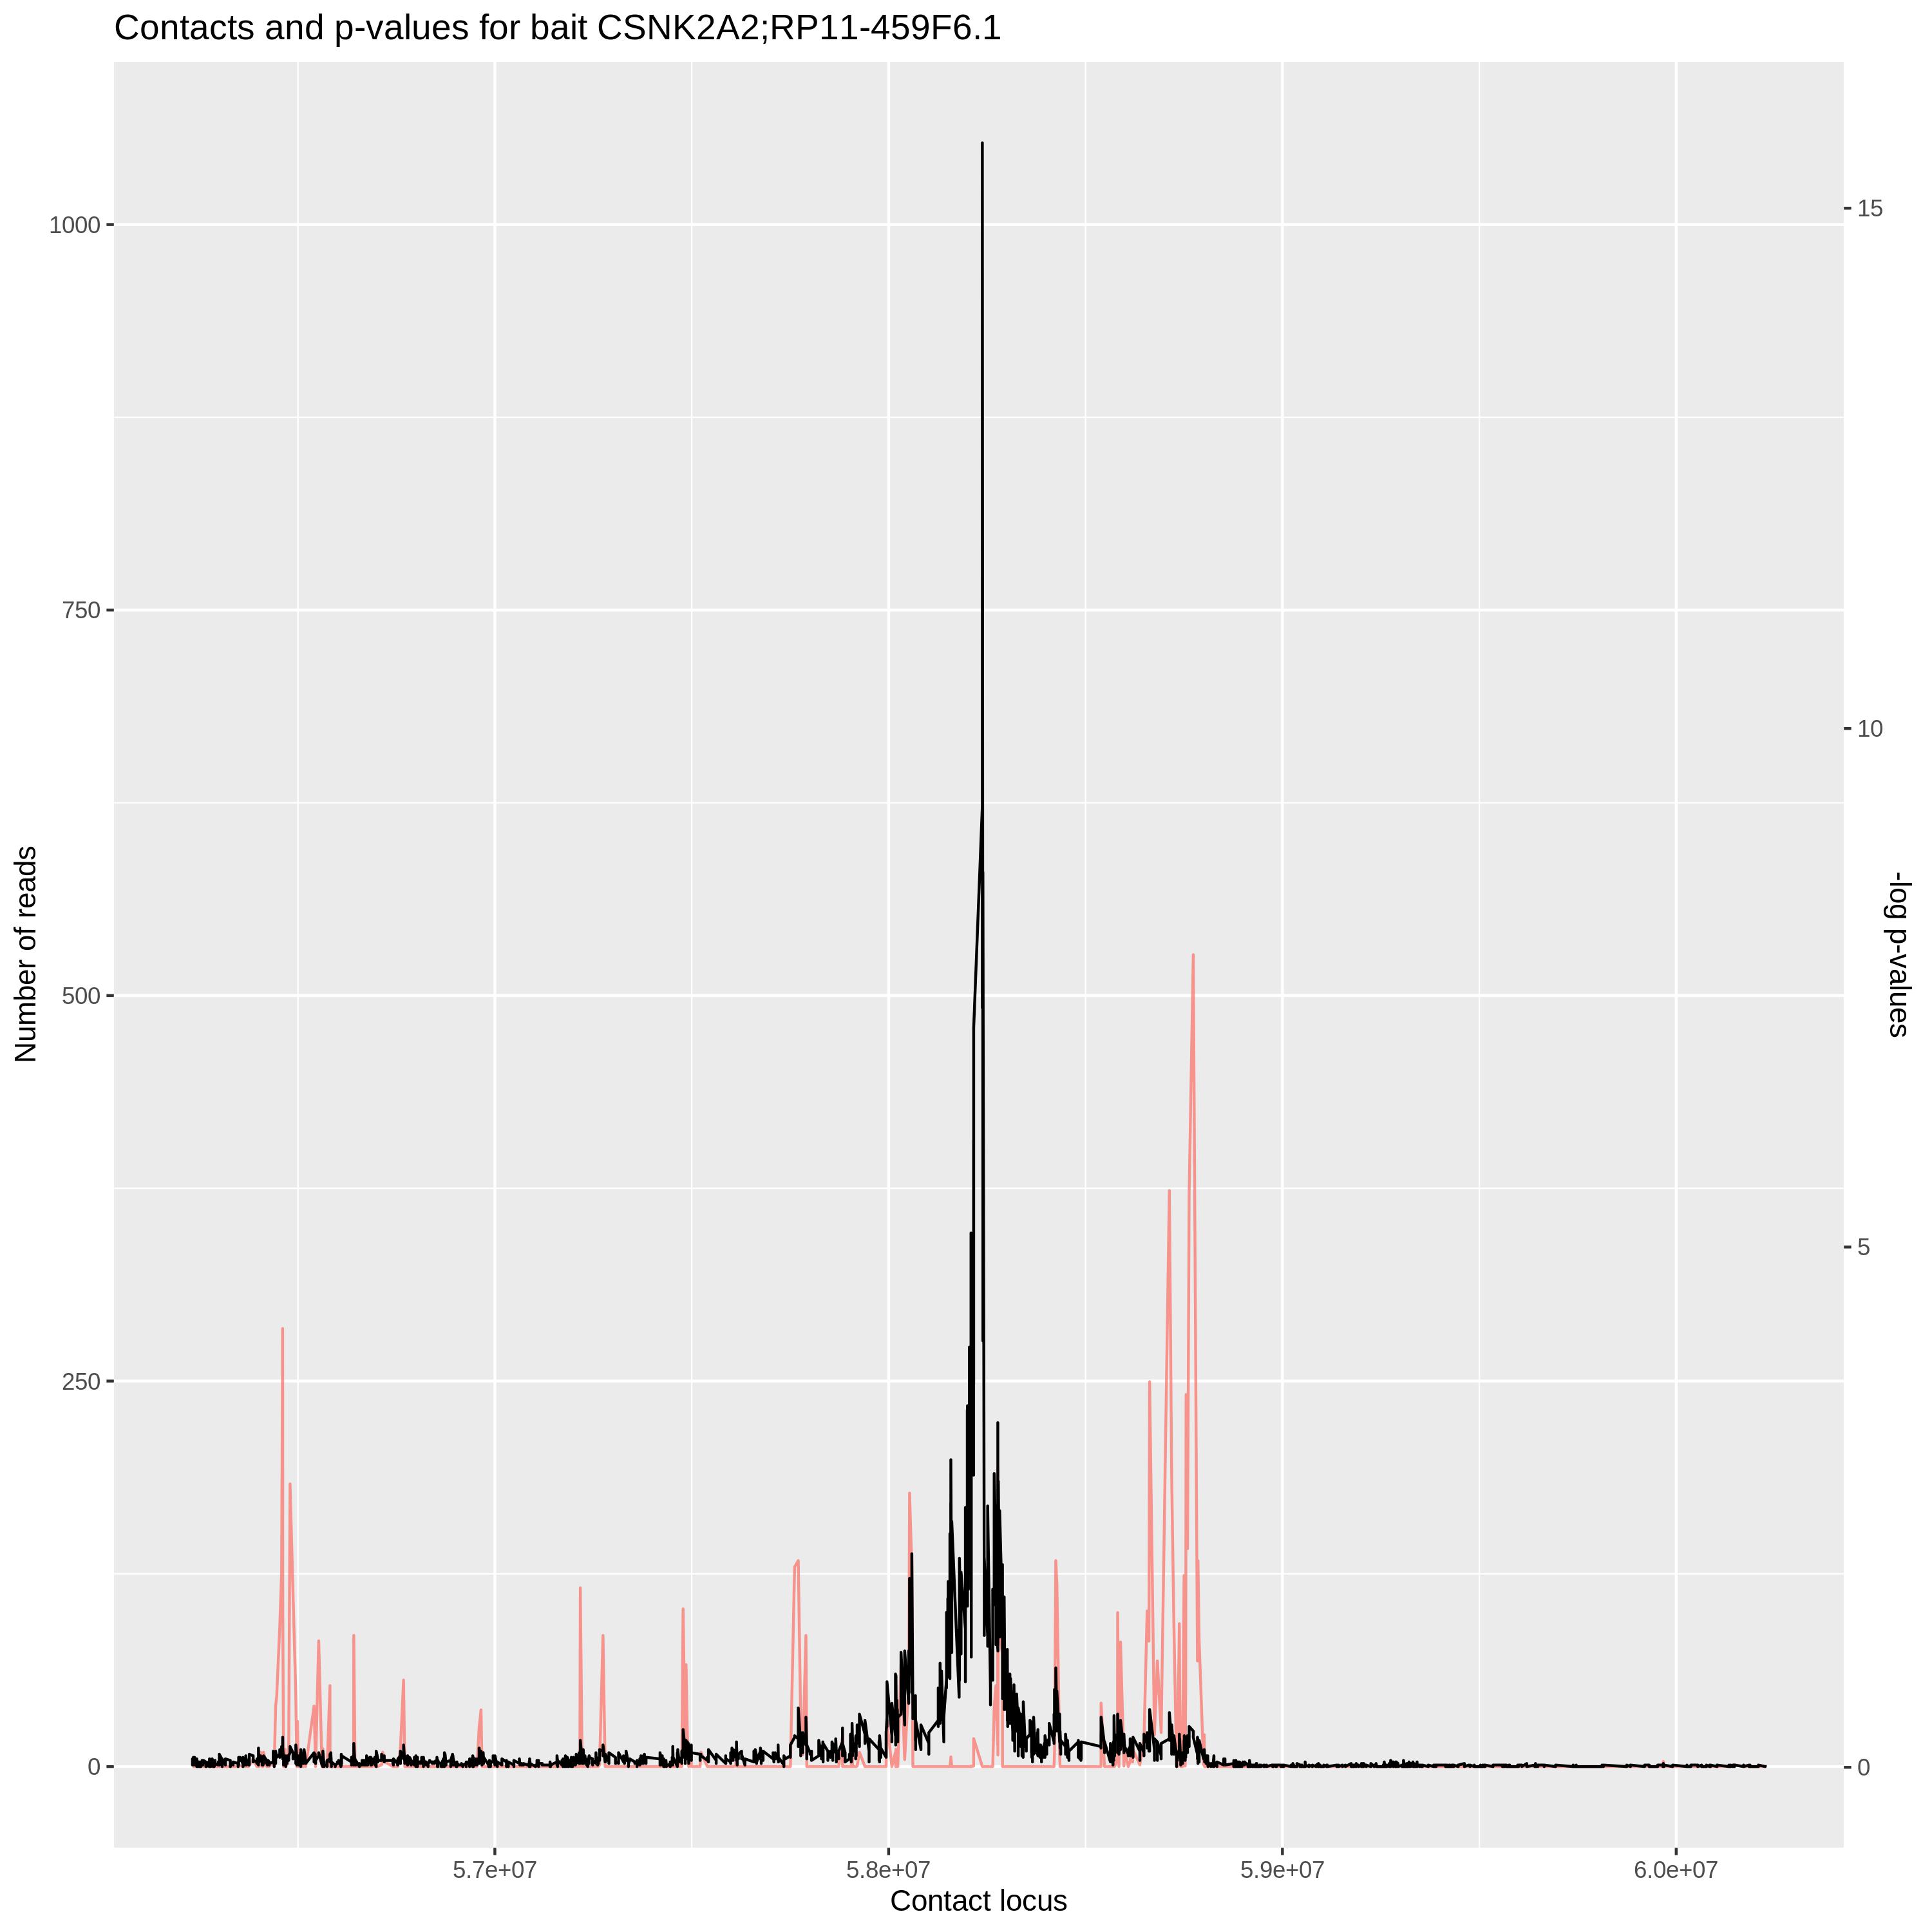 Contacts and p-values for bait CSNK2A2;RP11-459F6.1
1000
750
500
250
0
Number of reads
15
10
5
0
-log p-values
5.7e+07
5.8e+07
5.9e+07
6.0e+07
Contact locus